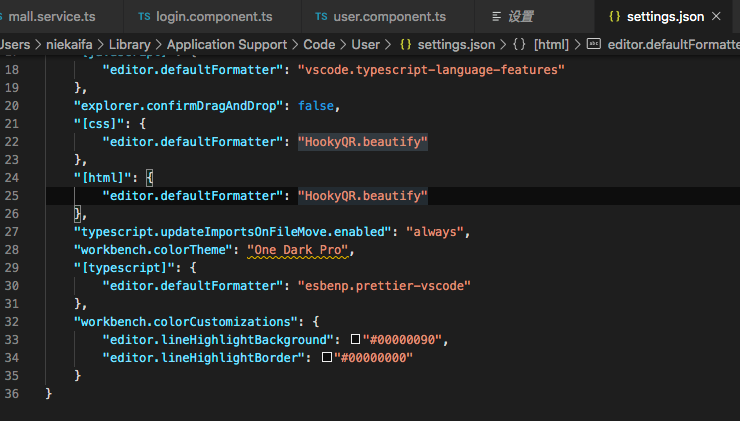 mall.service.ts TS login.component.ts TS user.component.ts 设置 {} settings.json ×
Users > niekaifa > Library > Application Support > Code > User > {} settings.json > {} [html] > abc editor.defaultFormatte
18 "editor.defaultFormatter": "vscode.typescript-language-features"
19 },
20 "explorer.confirmDragAndDrop": false,
21 "[css]": {
22 "editor.defaultFormatter": "HookyQR.beautify"
23 },
24 "[html]": {
25 "editor.defaultFormatter": "HookyQR.beautify"
26 },
27 "typescript.updateImportsOnFileMove.enabled": "always",
28 "workbench.colorTheme": "One Dark Pro",
29 "[typescript]": {
30 "editor.defaultFormatter": "esbenp.prettier-vscode"
31 },
32 "workbench.colorCustomizations": {
33 "editor.lineHighlightBackground": "#00000090",
34 "editor.lineHighlightBorder": "#00000000"
35 }
36 }